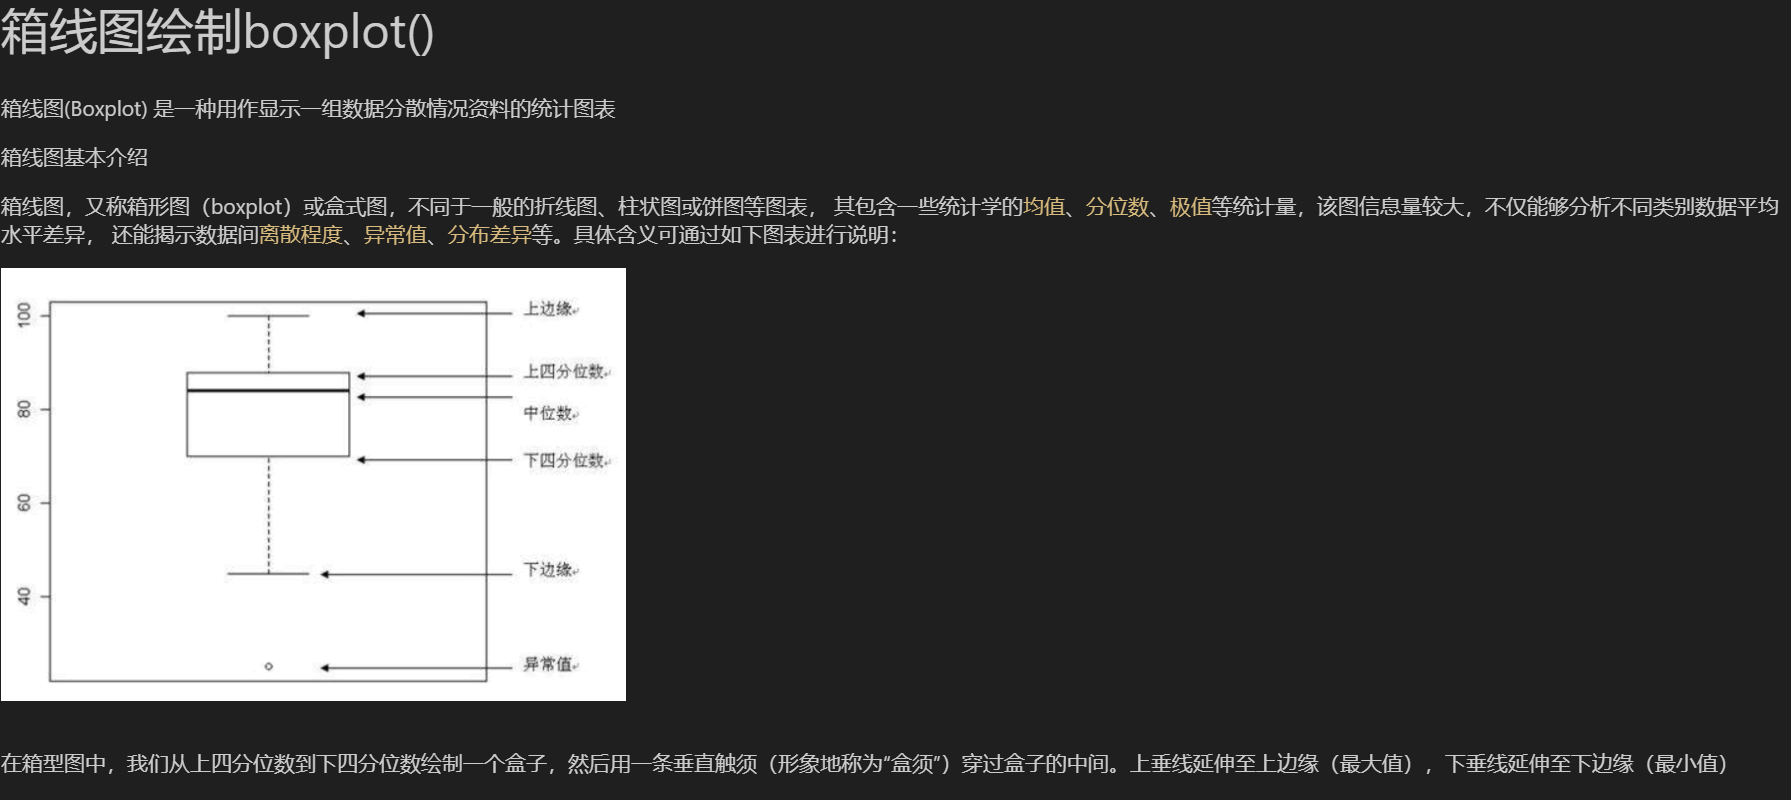 箱线图绘制boxplot()
箱线图(Boxplot) 是一种用作显示一组数据分散情况资料的统计图表
箱线图基本介绍
箱线图，又称箱形图（boxplot）或盒式图，不同于一般的折线图、柱状图或饼图等图表， 其包含一些统计学的均值、分位数、极值等统计量，该图信息量较大，不仅能够分析不同类别数据平均
水平差异， 还能揭示数据间离散程度、异常值、分布差异等。具体含义可通过如下图表进行说明：
100
上边缘
上四分位数
80
中位数
下四分位数
60
下边缘
40
异常值
在箱型图中，我们从上四分位数到下四分位数绘制一个盒子，然后用一条垂直触须（形象地称为“盒须”）穿过盒子的中间。上垂线延伸至上边缘（最大值），下垂线延伸至下边缘（最小值）